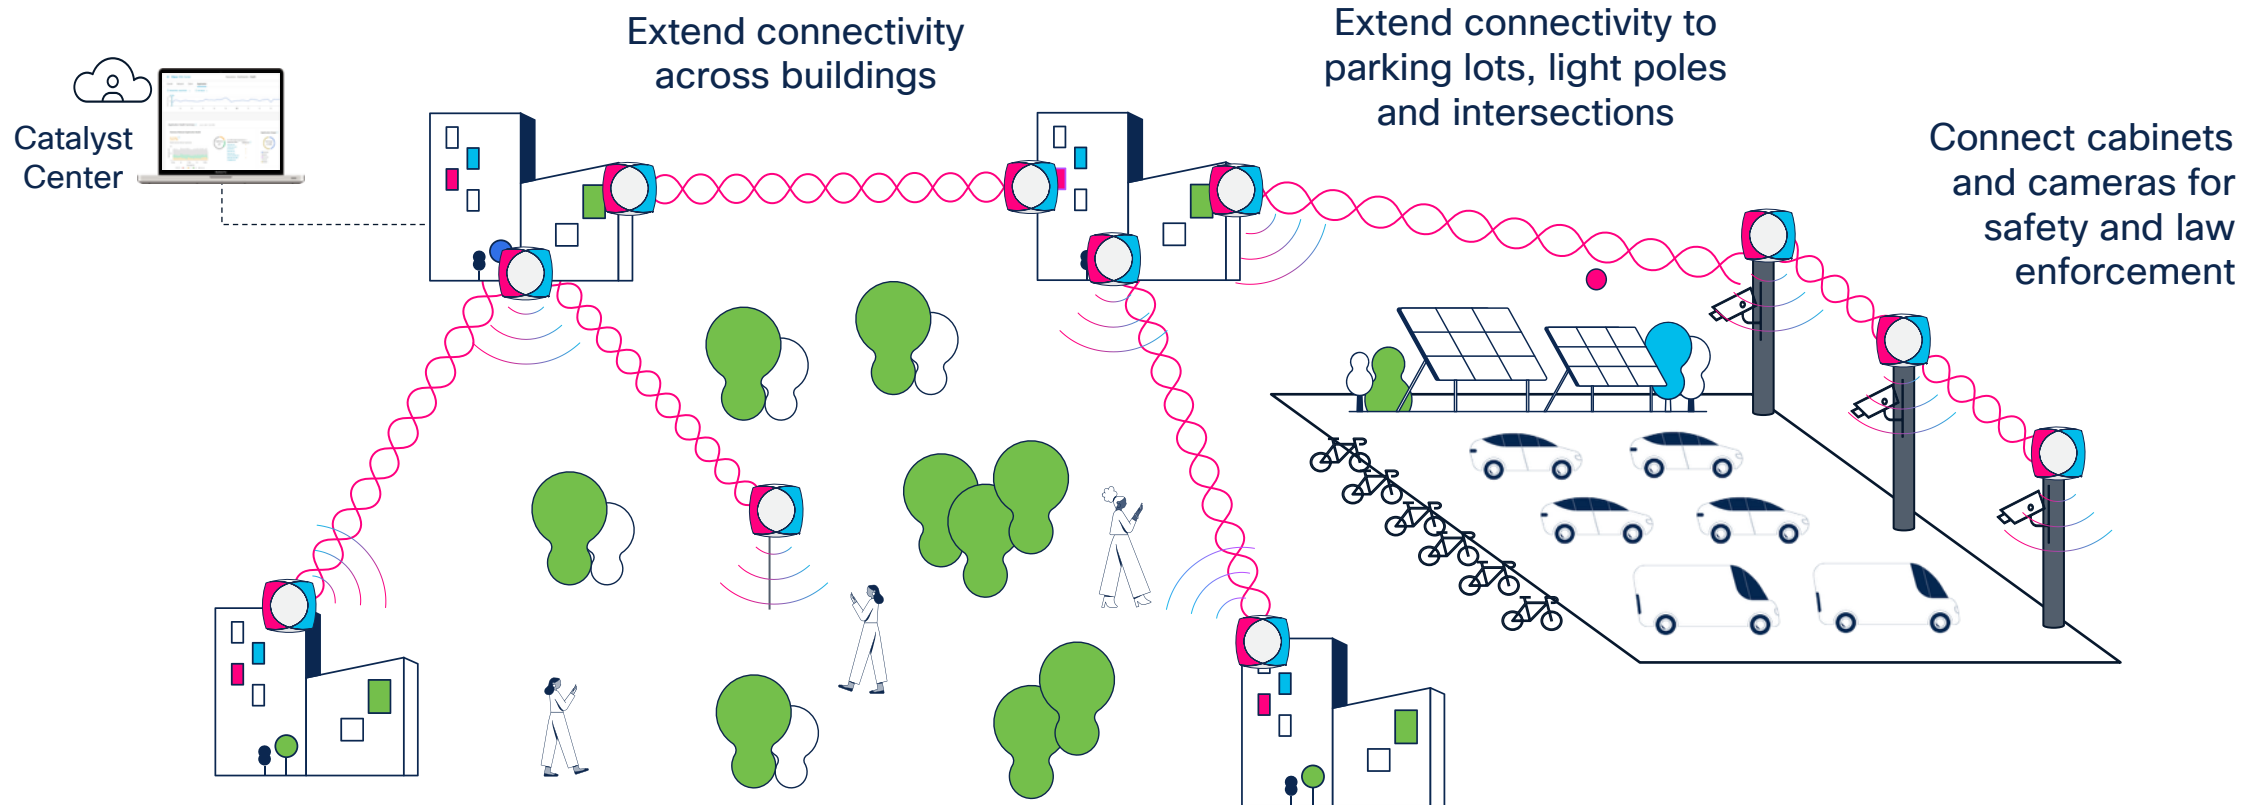 Extend connectivity
across buildings
Extend connectivity to
parking lots, light poles
and intersections
Catalyst
Center
Connect cabinets
and cameras for
safety and law
enforcement